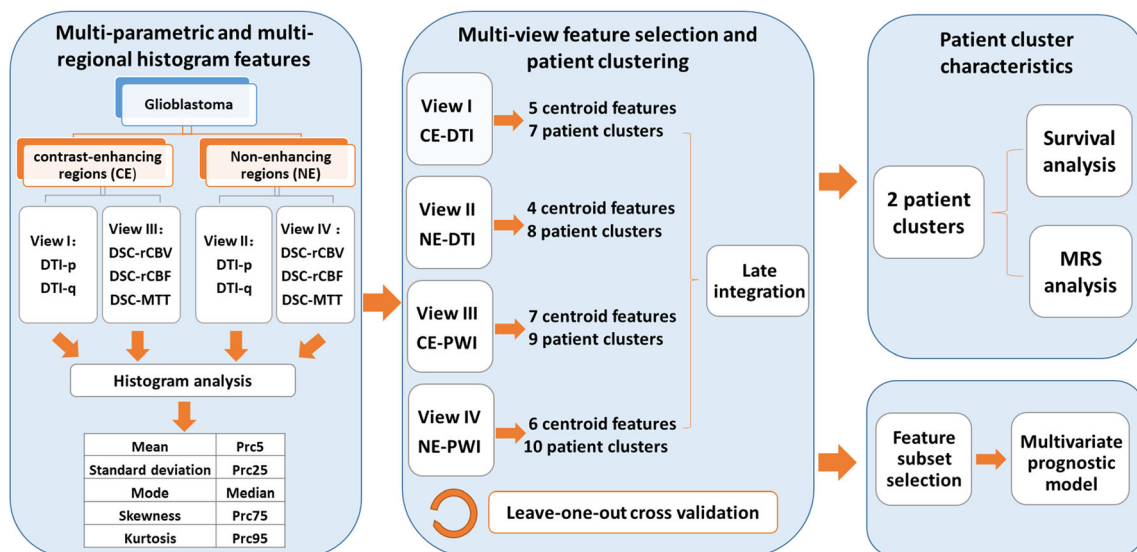 Multi-parametric and multi-
regional histogram features
Glioblastoma
contrast-enhancing
regions (CE)
Non-enhancing
regions (NE)
View I：
DTI-p
DTI-q
View III：
DSC-rCBV
DSC-rCBF
DSC-MTT
View II：
DTI-p
DTI-q
View IV：
DSC-rCBV
DSC-rCBF
DSC-MTT
Histogram analysis
Mean Prc5
Standard deviation Prc25
Mode Median
Skewness Prc75
Kurtosis Prc95
Multi-view feature selection and
patient clustering
View I
CE-DTI
5 centroid features
7 patient clusters
View II
NE-DTI
4 centroid features
8 patient clusters
View III
CE-PWI
7 centroid features
9 patient clusters
View IV
NE-PWI
6 centroid features
10 patient clusters
Late
integration
Leave-one-out cross validation
Patient cluster
characteristics
2 patient
clusters
Survival
analysis
MRS
analysis
Feature
subset
selection
Multivariate
prognostic
model